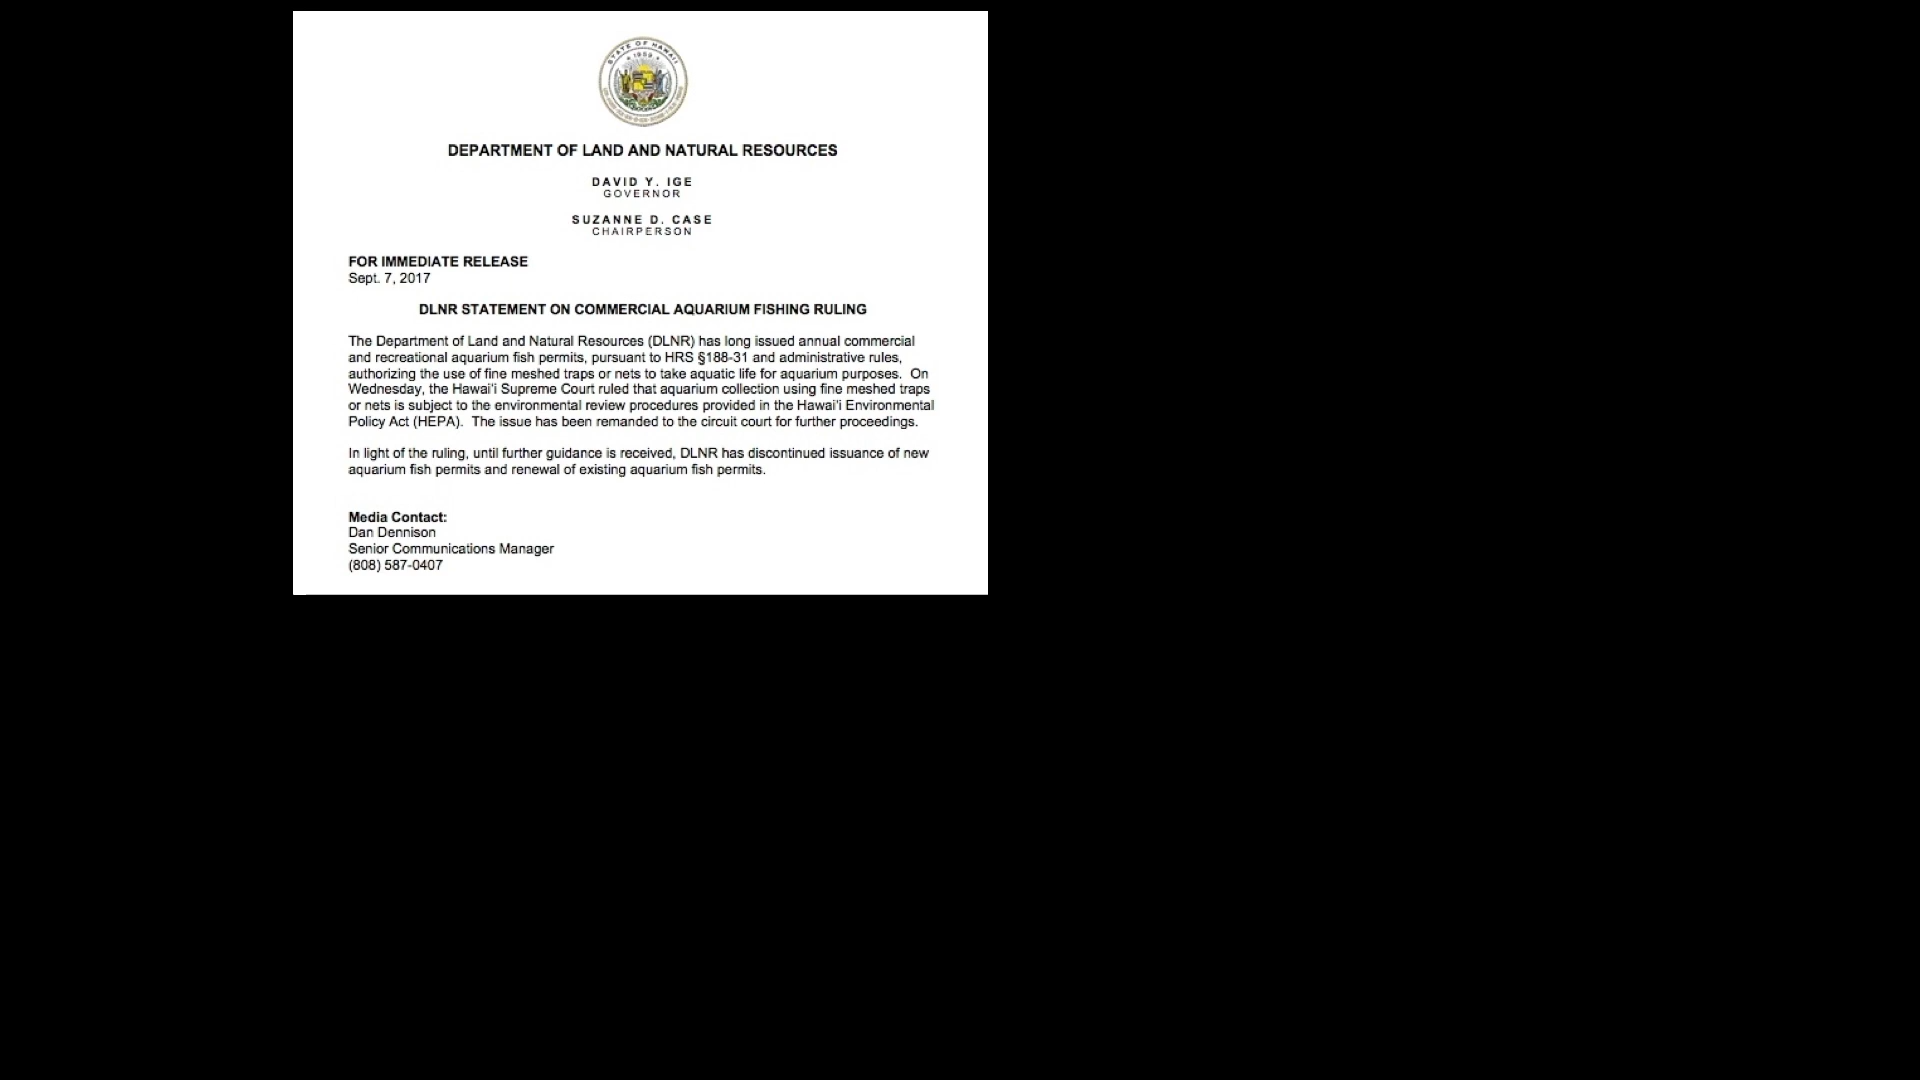 STATE OF HAWAII
1959
DEPARTMENT OF LAND AND NATURAL RESOURCES
DAVID Y. IGE
GOVERNOR
SUZANNE D. CASE
CHAIRPERSON
FOR IMMEDIATE RELEASE
Sept. 7, 2017
DLNR STATEMENT ON COMMERCIAL AQUARIUM FISHING RULING
The Department of Land and Natural Resources (DLNR) has long issued annual commercial
and recreational aquarium fish permits, pursuant to HRS §188-31 and administrative rules,
authorizing the use of fine meshed traps or nets to take aquatic life for aquarium purposes.  On
Wednesday, the Hawai'i Supreme Court ruled that aquarium collection using fine meshed traps
or nets is subject to the environmental review procedures provided in the Hawai'i Environmental
Policy Act (HEPA).  The issue has been remanded to the circuit court for further proceedings.
In light of the ruling, until further guidance is received, DLNR has discontinued issuance of new
aquarium fish permits and renewal of existing aquarium fish permits.
Media Contact:
Dan Dennison
Senior Communications Manager
(808) 587-0407